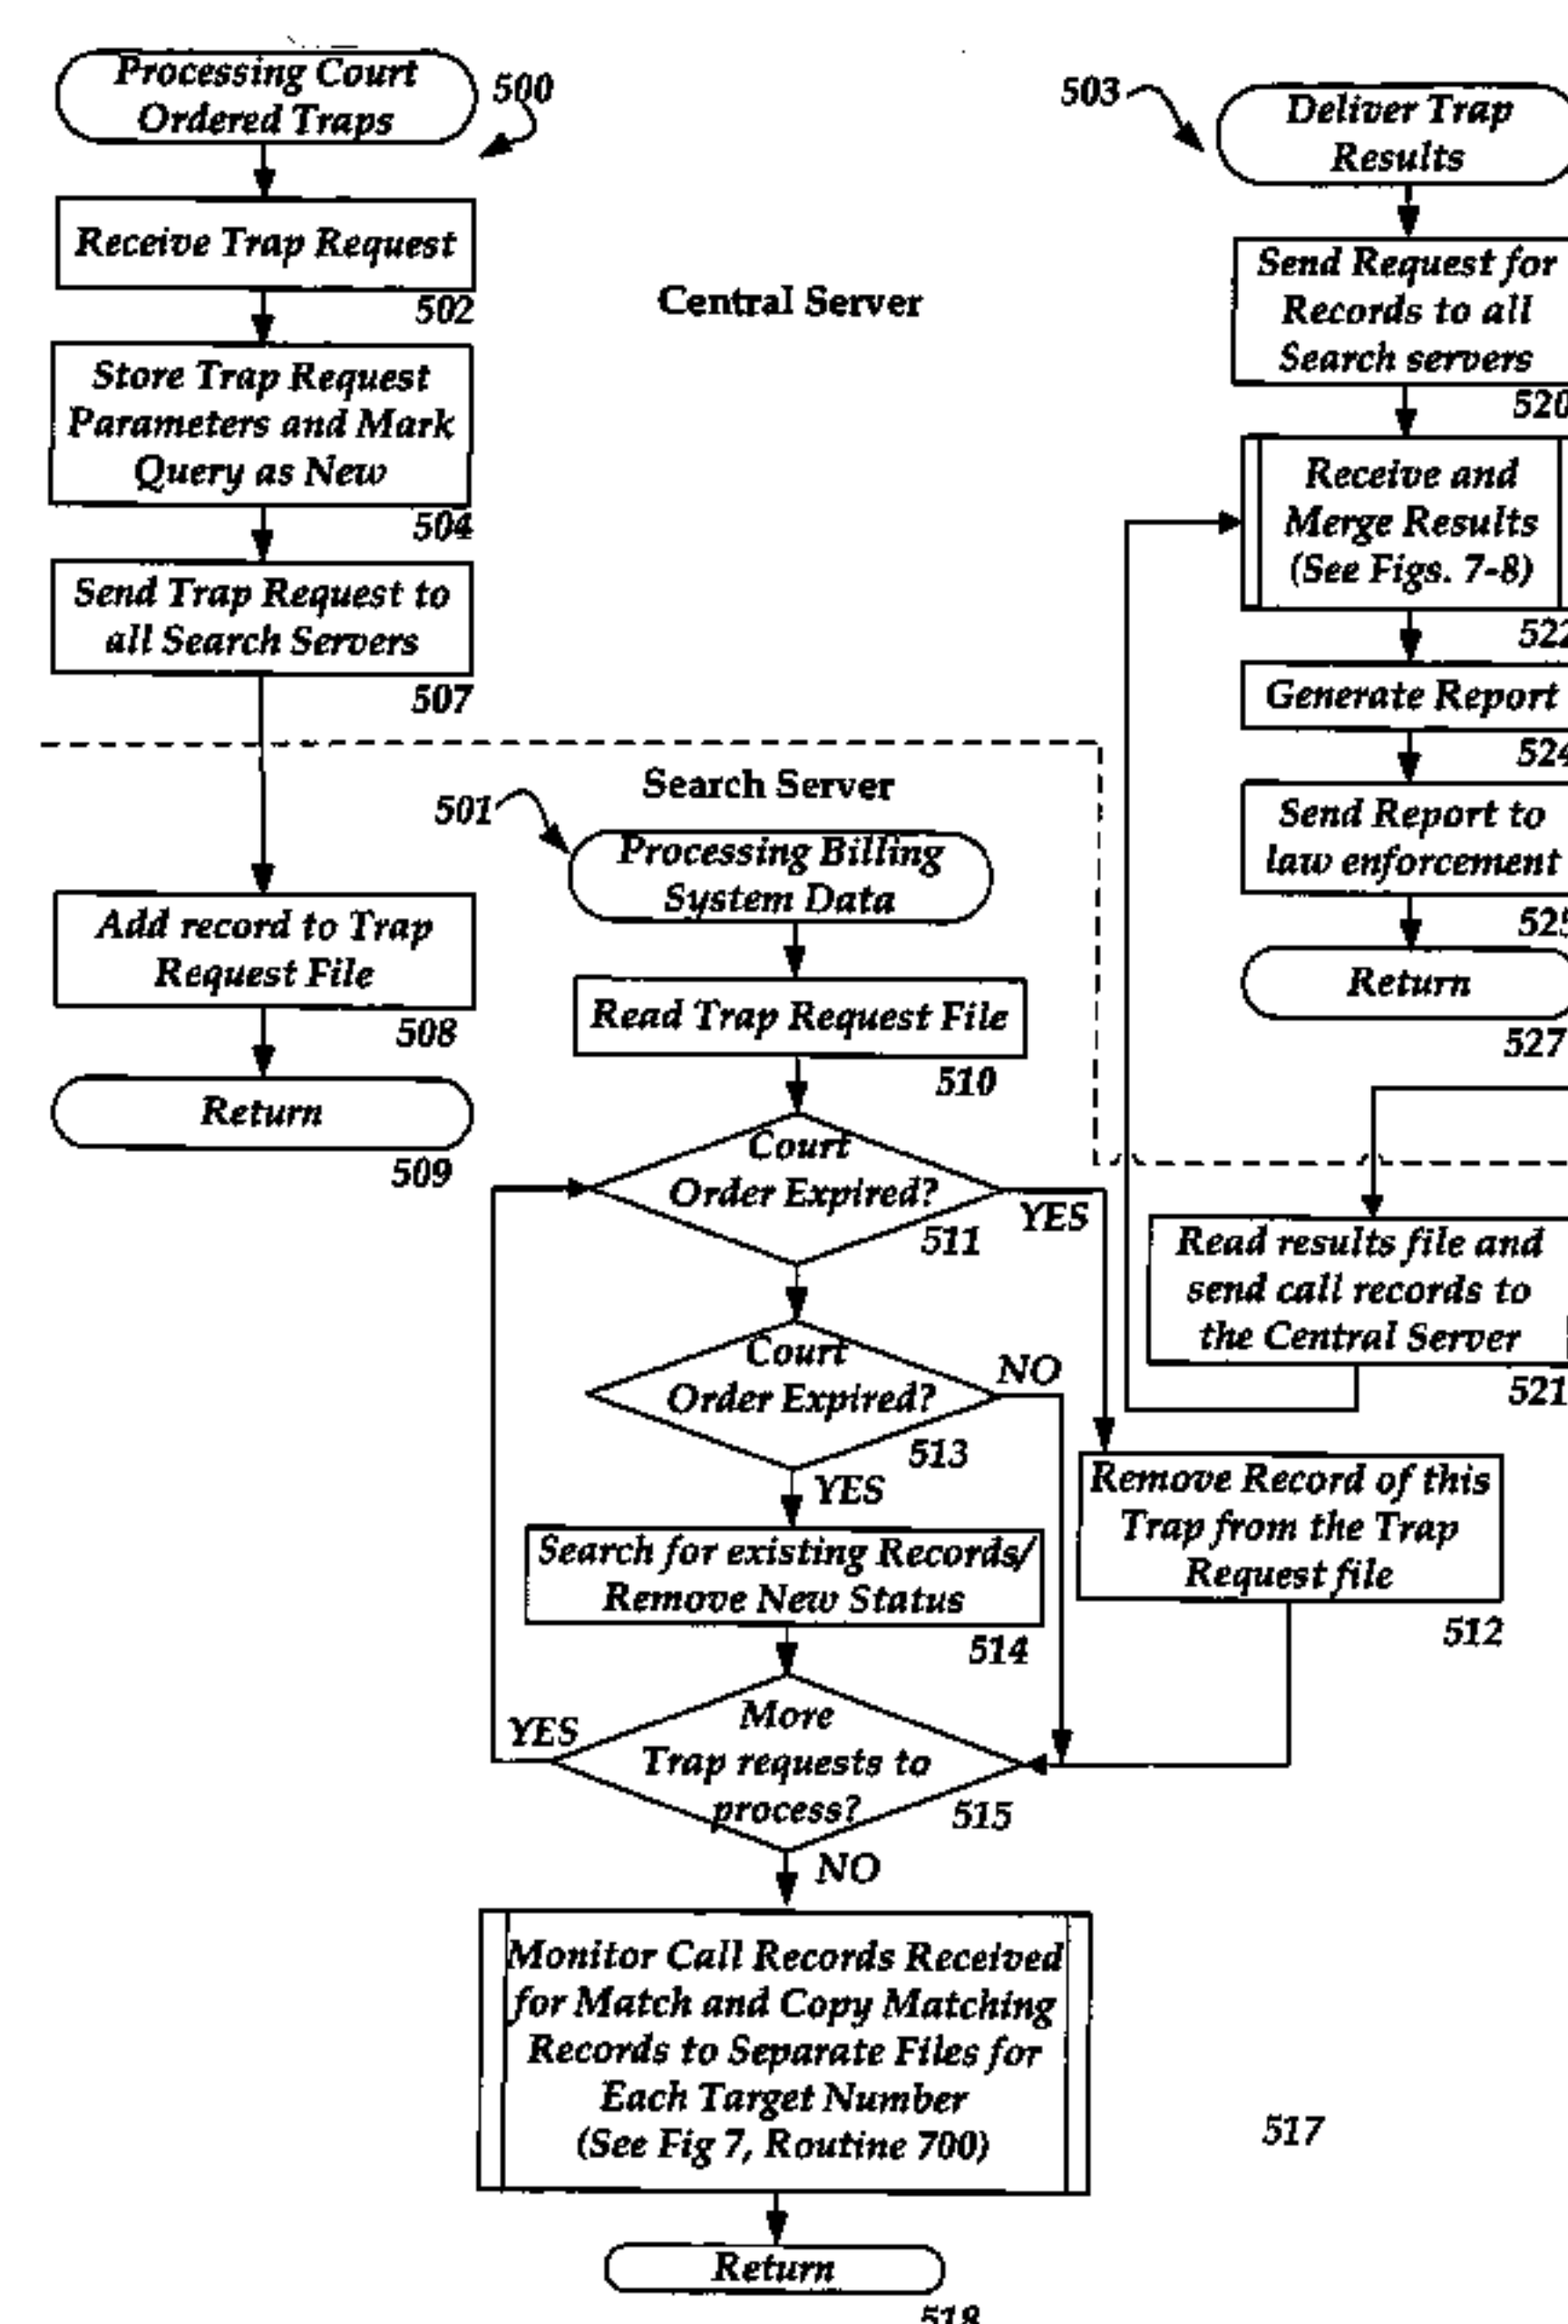 Processing Court
Ordered Traps
500
Receive Trap Request
502
Store Trap Request
Parameters and Mark
Query as New
504
Send Trap Request to
all Search Servers
507
Central Server
503
Deliver Trap
Results
Send Request for
Records to all
Search servers
520
Receive and
Merge Results
(See Figs. 7-8)
522
Generate Report
524
Send Report to
law enforcement
525
Return
527
Search Server
Add record to Trap
Request File
508
Return
509
501
Processing Billing
System Data
Read Trap Request File
510
Court
Order Expired?
511
YES
Court
Order Expired?
513
NO
YES
Search for existing Records/
Remove New Status
514
More
Trap requests to
process?
515
YES
NO
Read results file and
send call records to
the Central Server
521
Remove Record of this
Trap from the Trap
Request file
512
Monitor Call Records Received
for Match and Copy Matching
Records to Separate Files for
Each Target Number
(See Fig 7, Routine 700)
517
Return
518